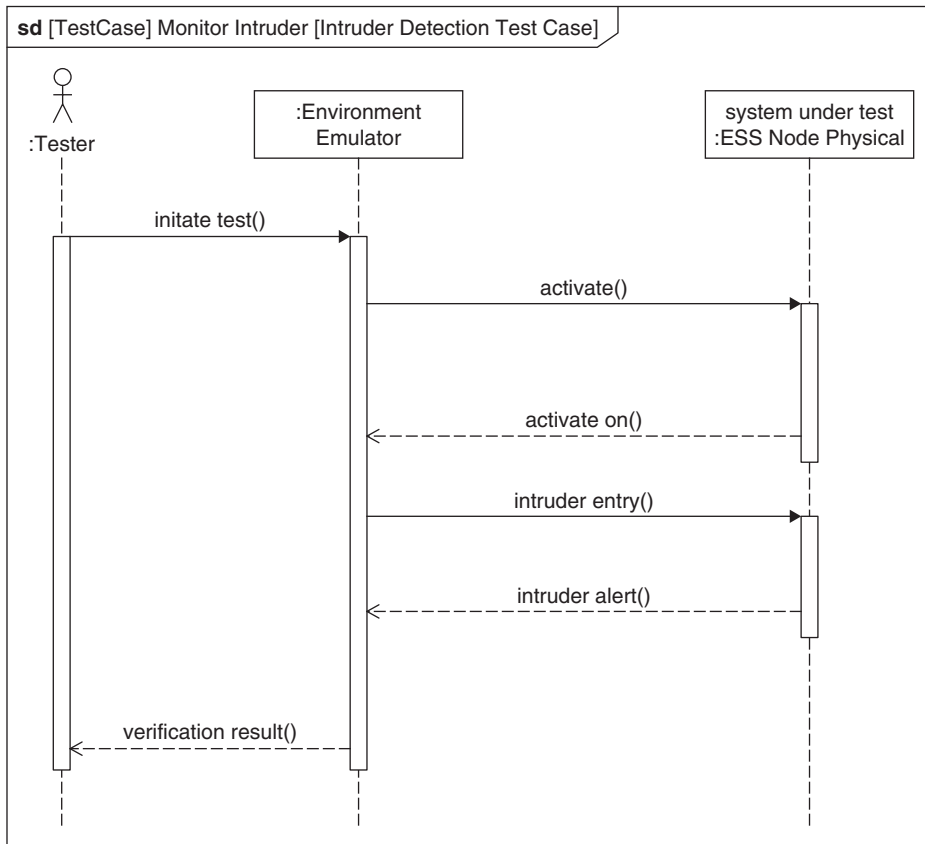 sd [TestCase] Monitor Intruder [Intruder Detection Test Case]
:Tester
:Environment
Emulator
system under test
:ESS Node Physical
initate test()
activate()
activate on()
intruder entry()
intruder alert()
verification result()